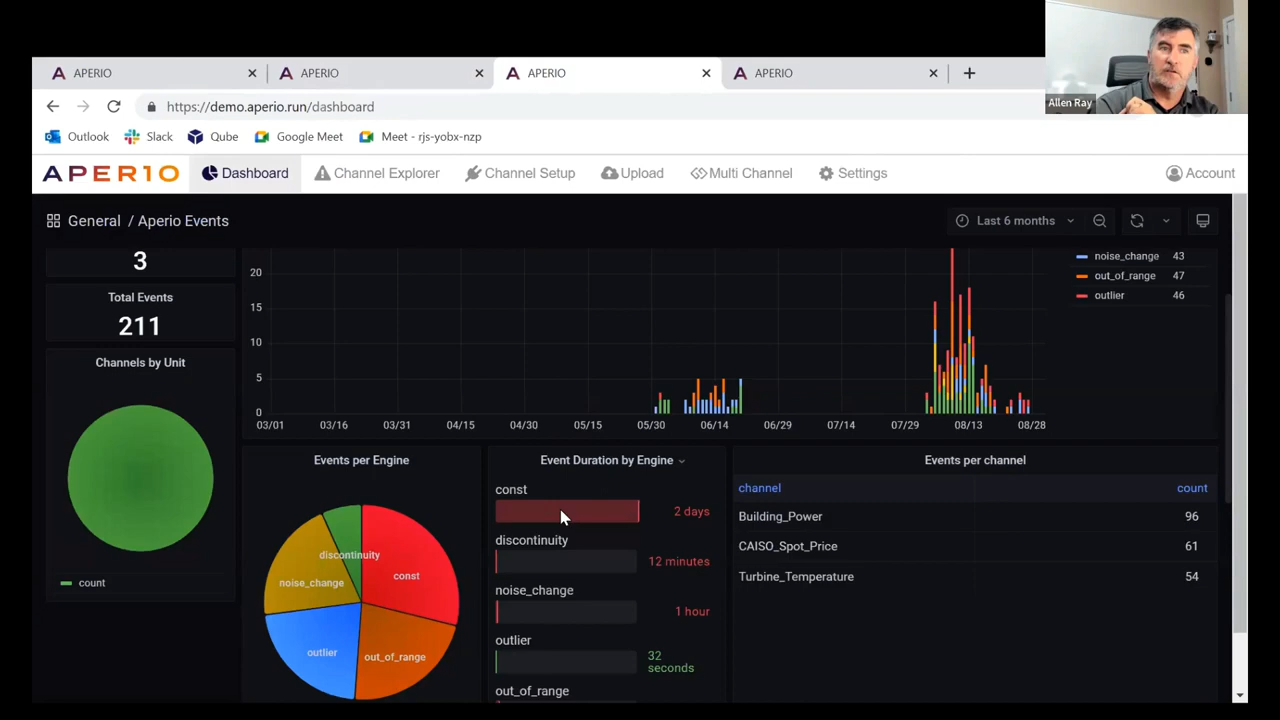 APERIO
APERIO
APERIO
APERIO
Allen Ray
https://demo.aperio.run/dashboard
Outlook
Slack
Qube
Google Meet
Meet - rjs-yobx-nzp
APERIO
Dashboard
Channel Explorer
Channel Setup
Upload
Multi Channel
Settings
Account
General / Aperio Events
Last 6 months
3
Total Events
211
Channels by Unit
count
20
15
10
5
0
03/01 03/16 03/31 04/15 04/30 05/15 05/30 06/14 06/29 07/14 07/29 08/13 08/28
noise_change 43
out_of_range 47
outlier 46
Events per Engine
discontinuity
noise_change
const
outlier
out_of_range
Event Duration by Engine
const
2 days
discontinuity
12 minutes
noise_change
1 hour
outlier
32
seconds
out_of_range
Events per channel
channel count
Building_Power 96
CAISO_Spot_Price 61
Turbine_Temperature 54